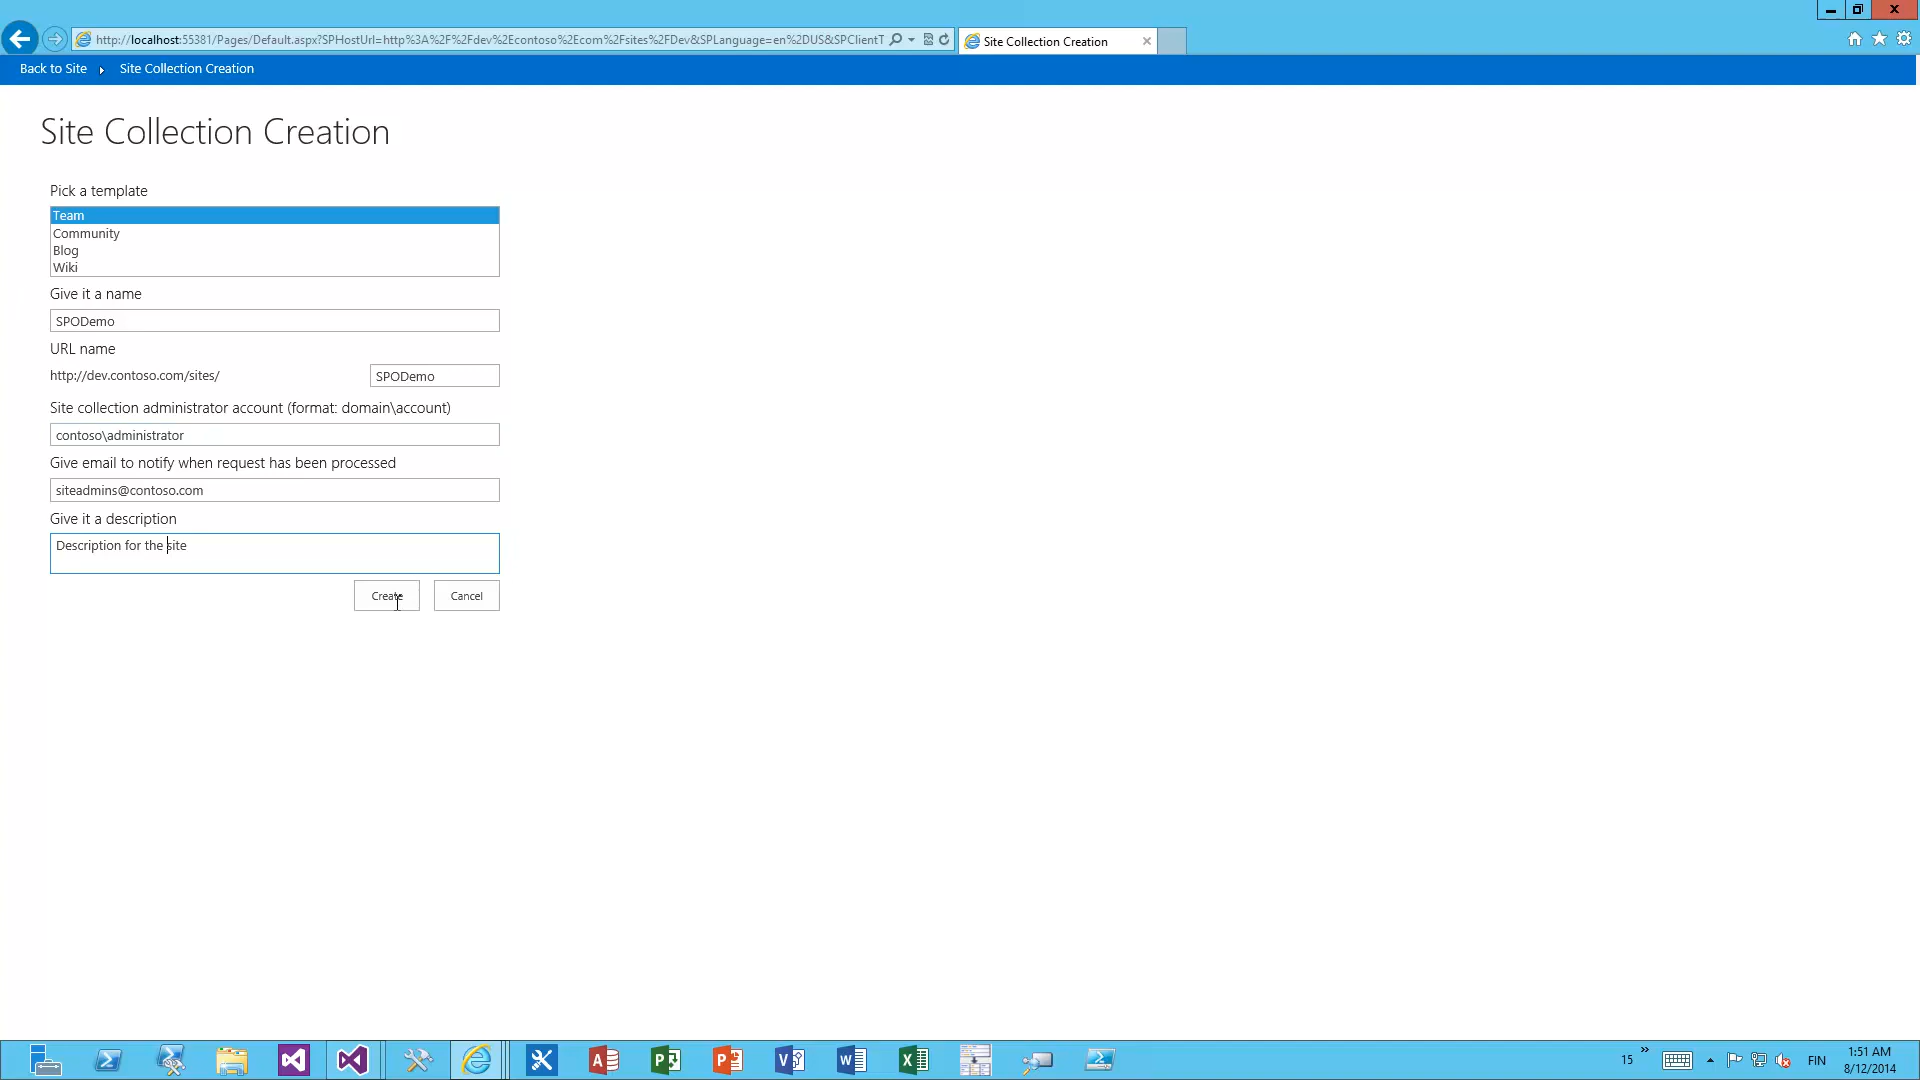 http://localhost:55381/Pages/Default.aspx?SPHostUrl=http%3A%2F%2Fdev%2Econtoso%2Ecom%2Fsites%2FDev&SPLanguage=en%2DUS&SPClientT
Site Collection Creation
Back to Site
Site Collection Creation
Site Collection Creation
Pick a template
Team
Community
Blog
Wiki
Give it a name
SPODemo
URL name
http://dev.contoso.com/sites/
SPODemo
Site collection administrator account (format: domain\account)
contoso\administrator
Give email to notify when request has been processed
siteadmins@contoso.com
Give it a description
Description for the site
Create
Cancel
15
FIN
1:51 AM
8/12/2014